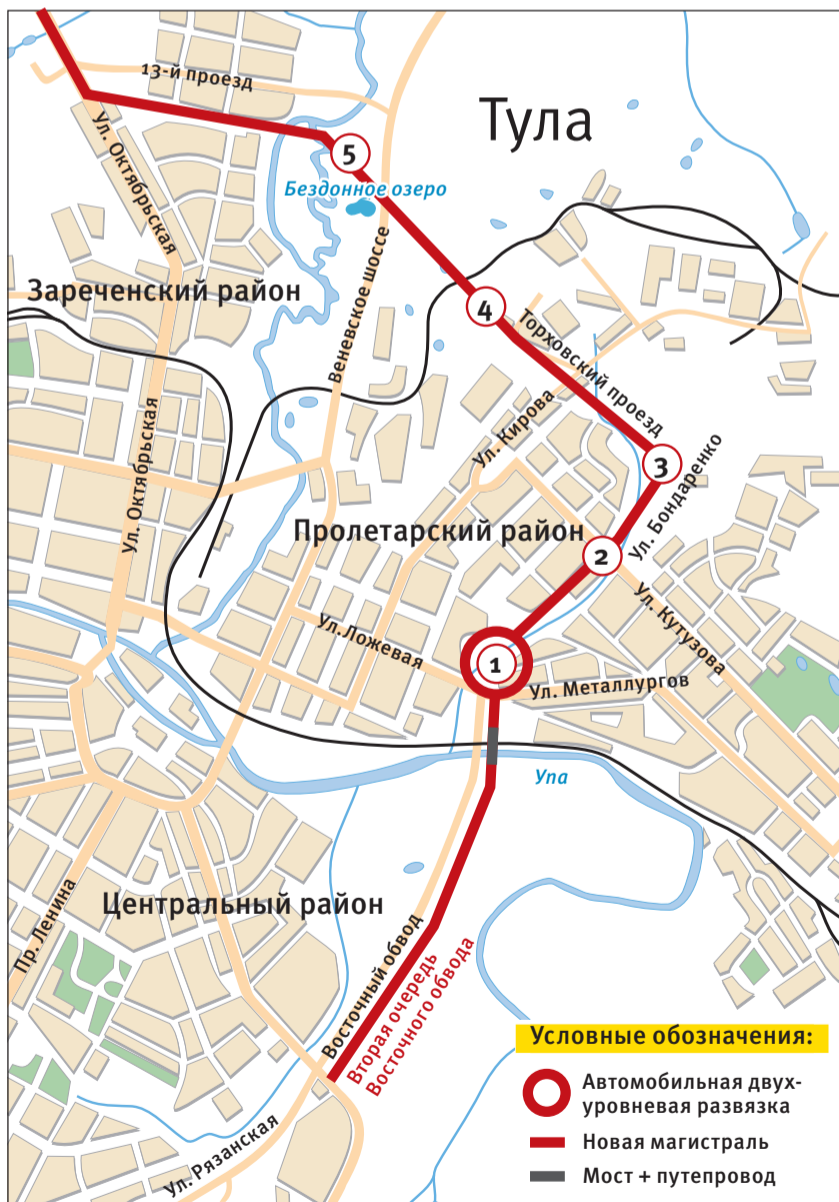 13-й проезд
Тула
5
Ул. Октябрьская
Бездонное озеро
Зареченский район
Веневское шоссе
4
Торховский проезд
Ул. Кирова
Ул. Октябрьская
3
Ул. Бондаренко
Пролетарский район
2
Ул. Кутузова
Ул.Ложевая
1
Ул. Металлургов
Упа
Центральный район
Пр. Ленина
Восточный обвод
Вторая очередь
Восточного обвода
Ул. Рязанская
Условные обозначения:
Автомобильная двух-
уровневая развязка
Новая магистраль
Мост + путепровод